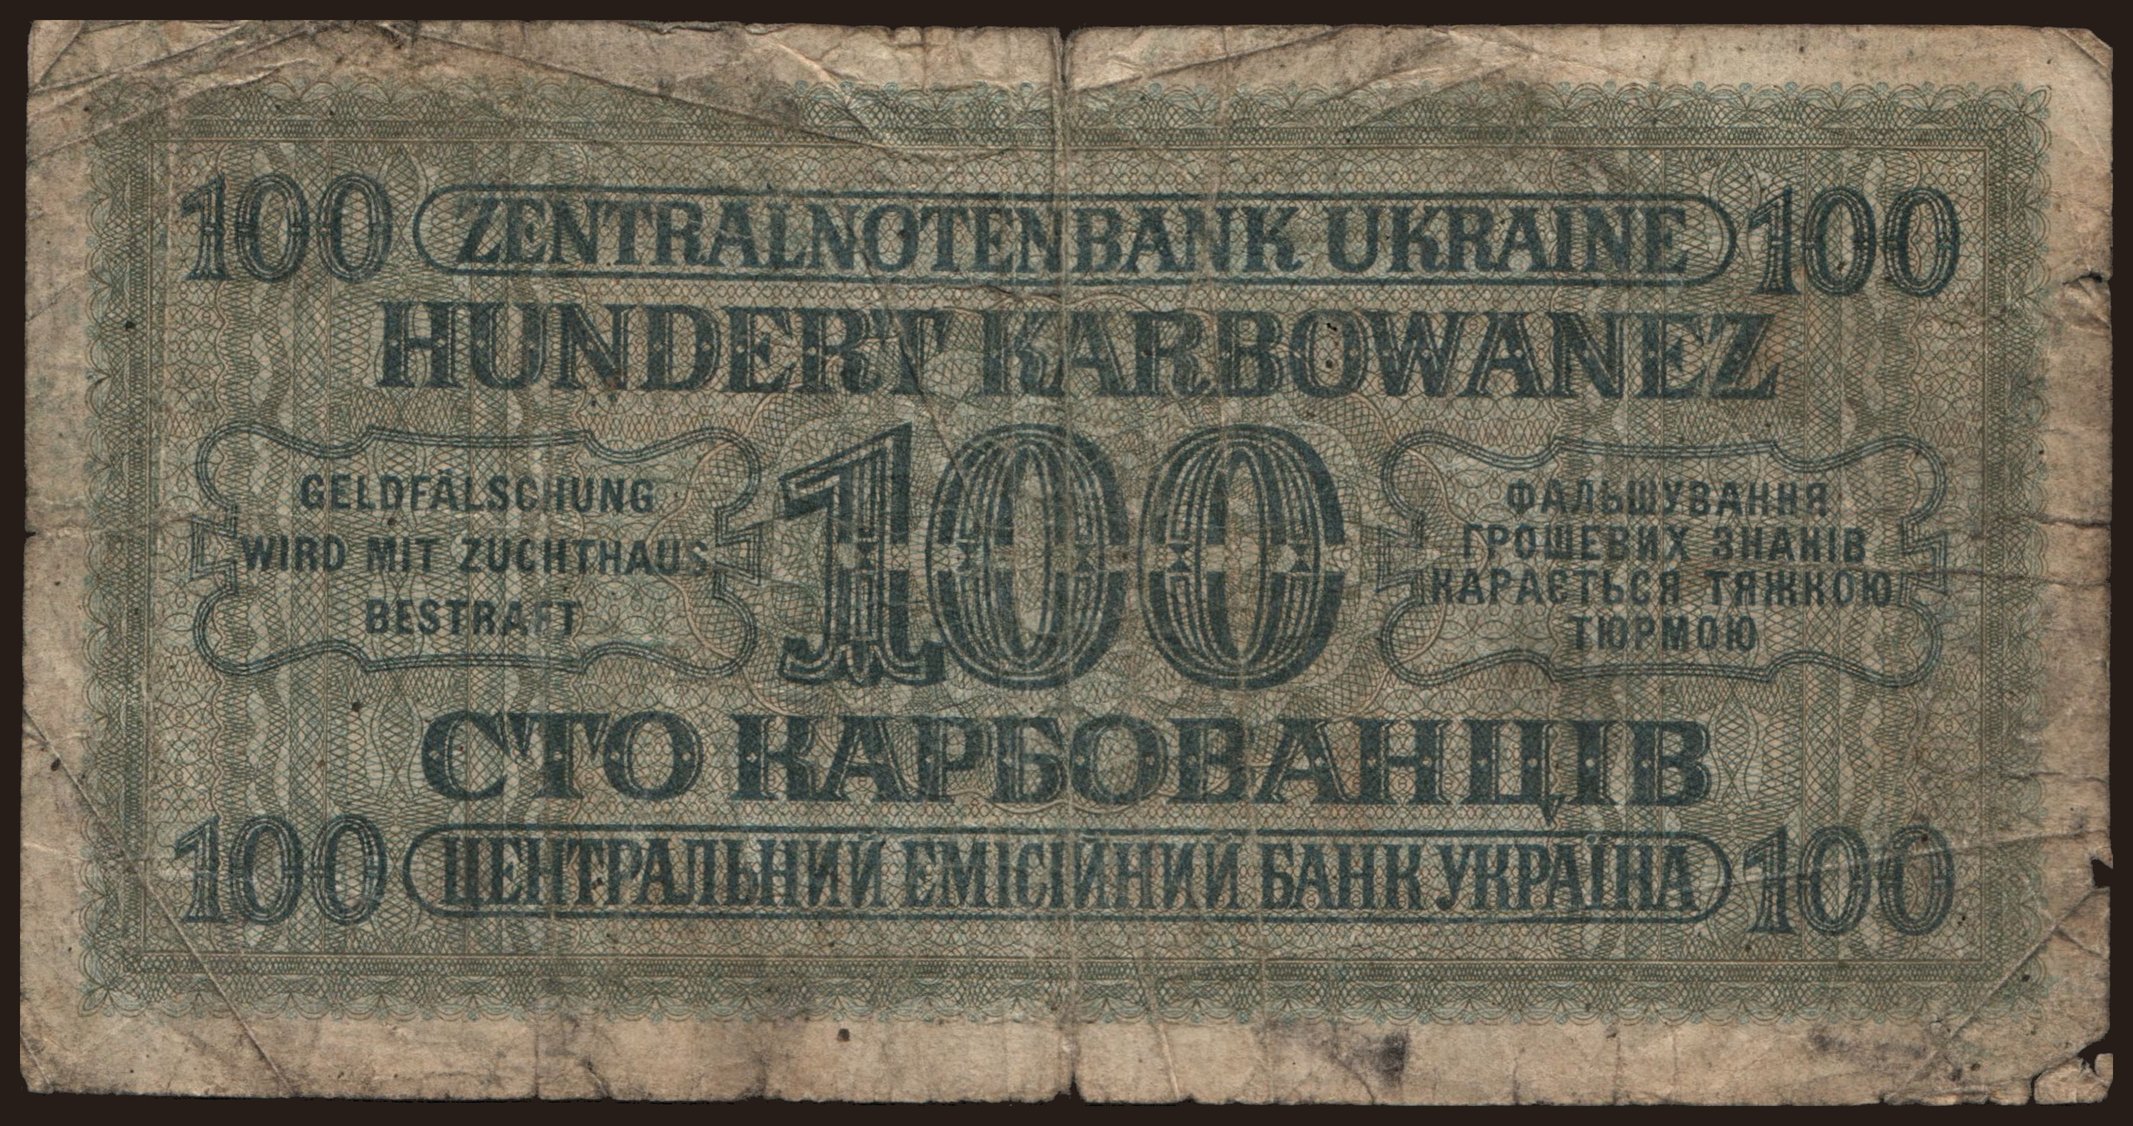 100 ZENTRALNOTENBANK UKRAINE 100
HUNDERT KARBOWANEZ
GELDFÄLSCHUNG
WIRD MIT ZUCHTHAUS
BESTRAFT
100
ФАЛЬШУВАННЯ
ГРОШЕВИХ ЗНАКІВ
КАРАЄТЬСЯ ТЯЖКОЮ
ТЮРМОЮ
СТО КАРБОВАНЦІВ
100 ЦЕНТРАЛЬНИЙ ЕМІСІЙНИЙ БАНК УКРАЇНА 100